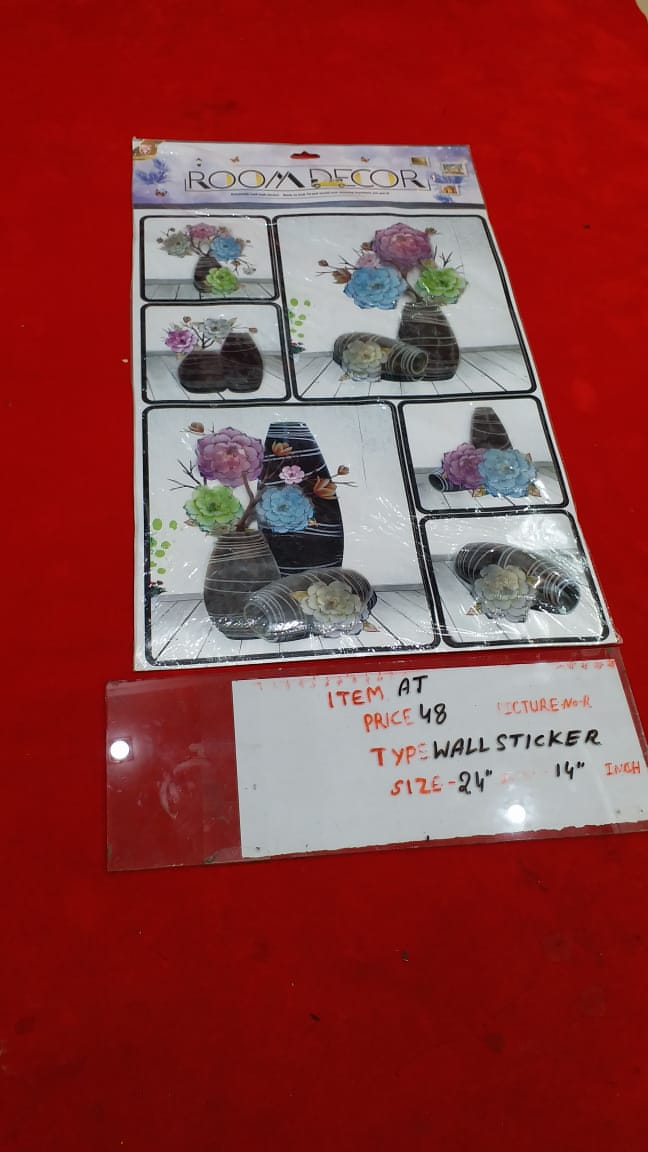 ROOM DECOR
ITEM AT
PRICE 48
TYPE WALL STICKER
SIZE-24" 14" INCH